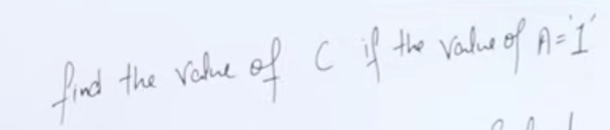 find the value of C if the value of A='1'